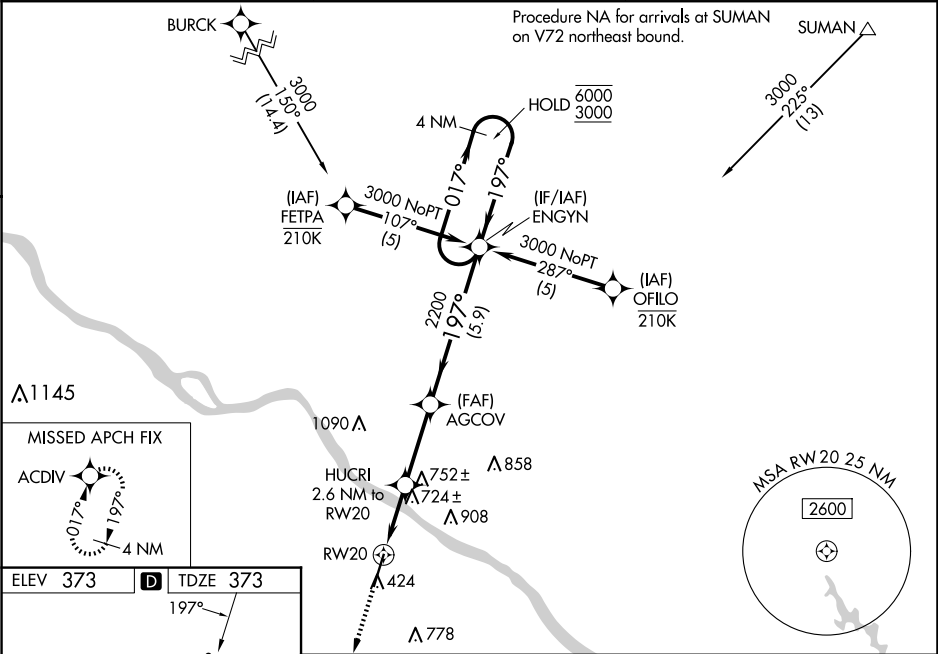 Procedure NA for arrivals at SUMAN
on V72 northeast bound.
BURCK
SUMAN
3000
150°
(14.4)
3000
225°
(13)
HOLD 6000
3000
4 NM
017°
197°
(IAF)
FETPA
210K
3000 NoPT
107°
(5)
(IF/IAF)
ENGYN
3000 NoPT
287°
(5)
(IAF)
OFILO
210K
2200
197°
(5.9)
1145
(FAF)
AGCOV
1090
MISSED APCH FIX
ACDIV
017°
197°
4 NM
HUCRI
2.6 NM to
RW20
752±
724±
858
908
MSA RW20 25 NM
2600
RW20
424
778
ELEV 373
D
TDZE 373
197°